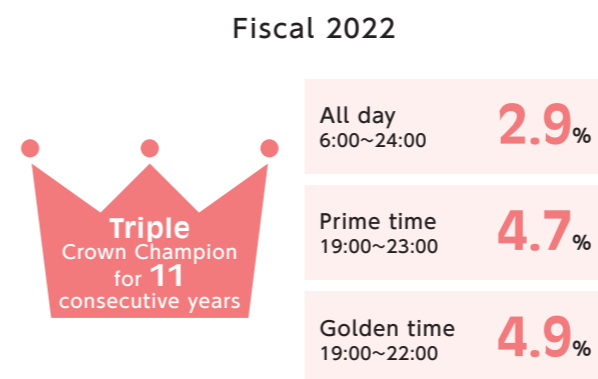 Fiscal 2022
Triple
Crown Champion
for 11
consecutive years
All day
6:00~24:00
2.9%
Prime time
19:00~23:00
4.7%
Golden time
19:00~22:00
4.9%